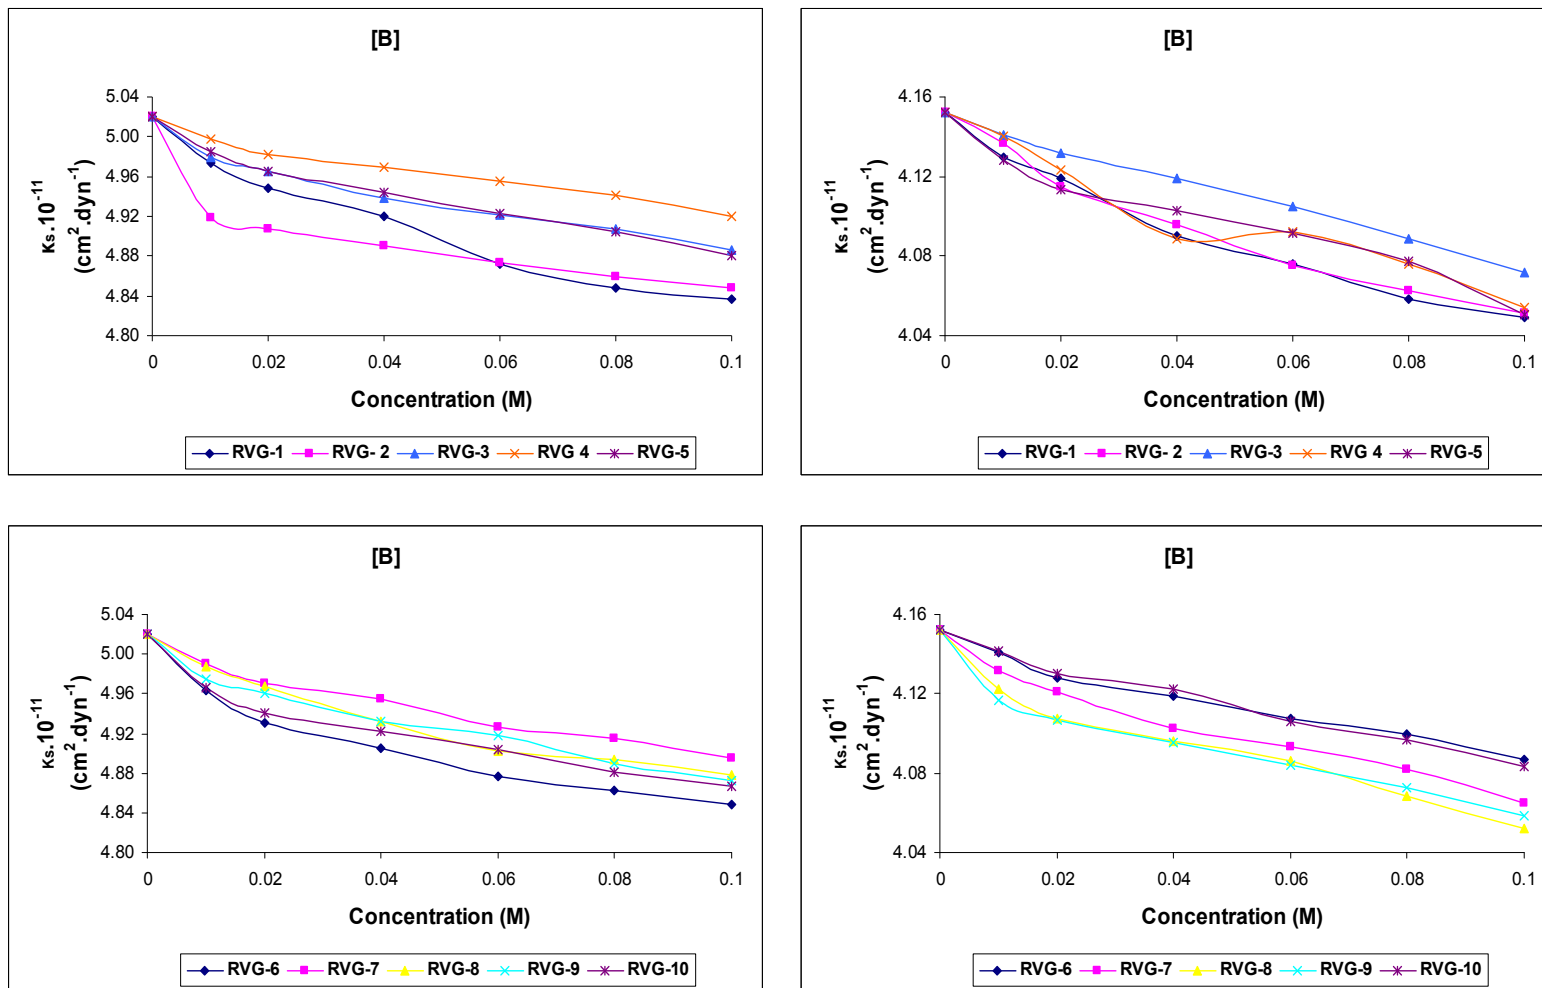 [B]
κs.10-11
(cm2.dyn-1)
5.04
5.00
4.96
4.92
4.88
4.84
4.80
0 0.02 0.04 0.06 0.08 0.1
Concentration (M)
RVG-1 RVG- 2 RVG-3 RVG 4 RVG-5
[B]
κs.10-11
(cm2.dyn-1)
4.16
4.12
4.08
4.04
0 0.02 0.04 0.06 0.08 0.1
Concentration (M)
RVG-1 RVG- 2 RVG-3 RVG 4 RVG-5
[B]
κs.10-11
(cm2.dyn-1)
5.04
5.00
4.96
4.92
4.88
4.84
4.80
0 0.02 0.04 0.06 0.08 0.1
Concentration (M)
RVG-6 RVG-7 RVG-8 RVG-9 RVG-10
[B]
κs.10-11
(cm2.dyn-1)
4.16
4.12
4.08
4.04
0 0.02 0.04 0.06 0.08 0.1
Concentration (M)
RVG-6 RVG-7 RVG-8 RVG-9 RVG-10